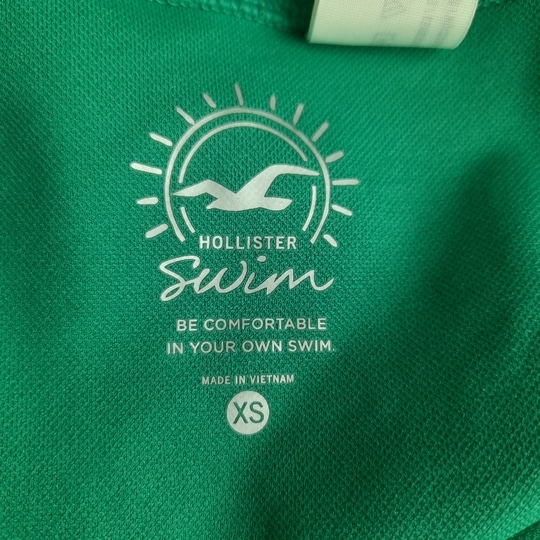 HOLLISTER
Swim
BE COMFORTABLE
IN YOUR OWN SWIM.
MADE IN VIETNAM
XS